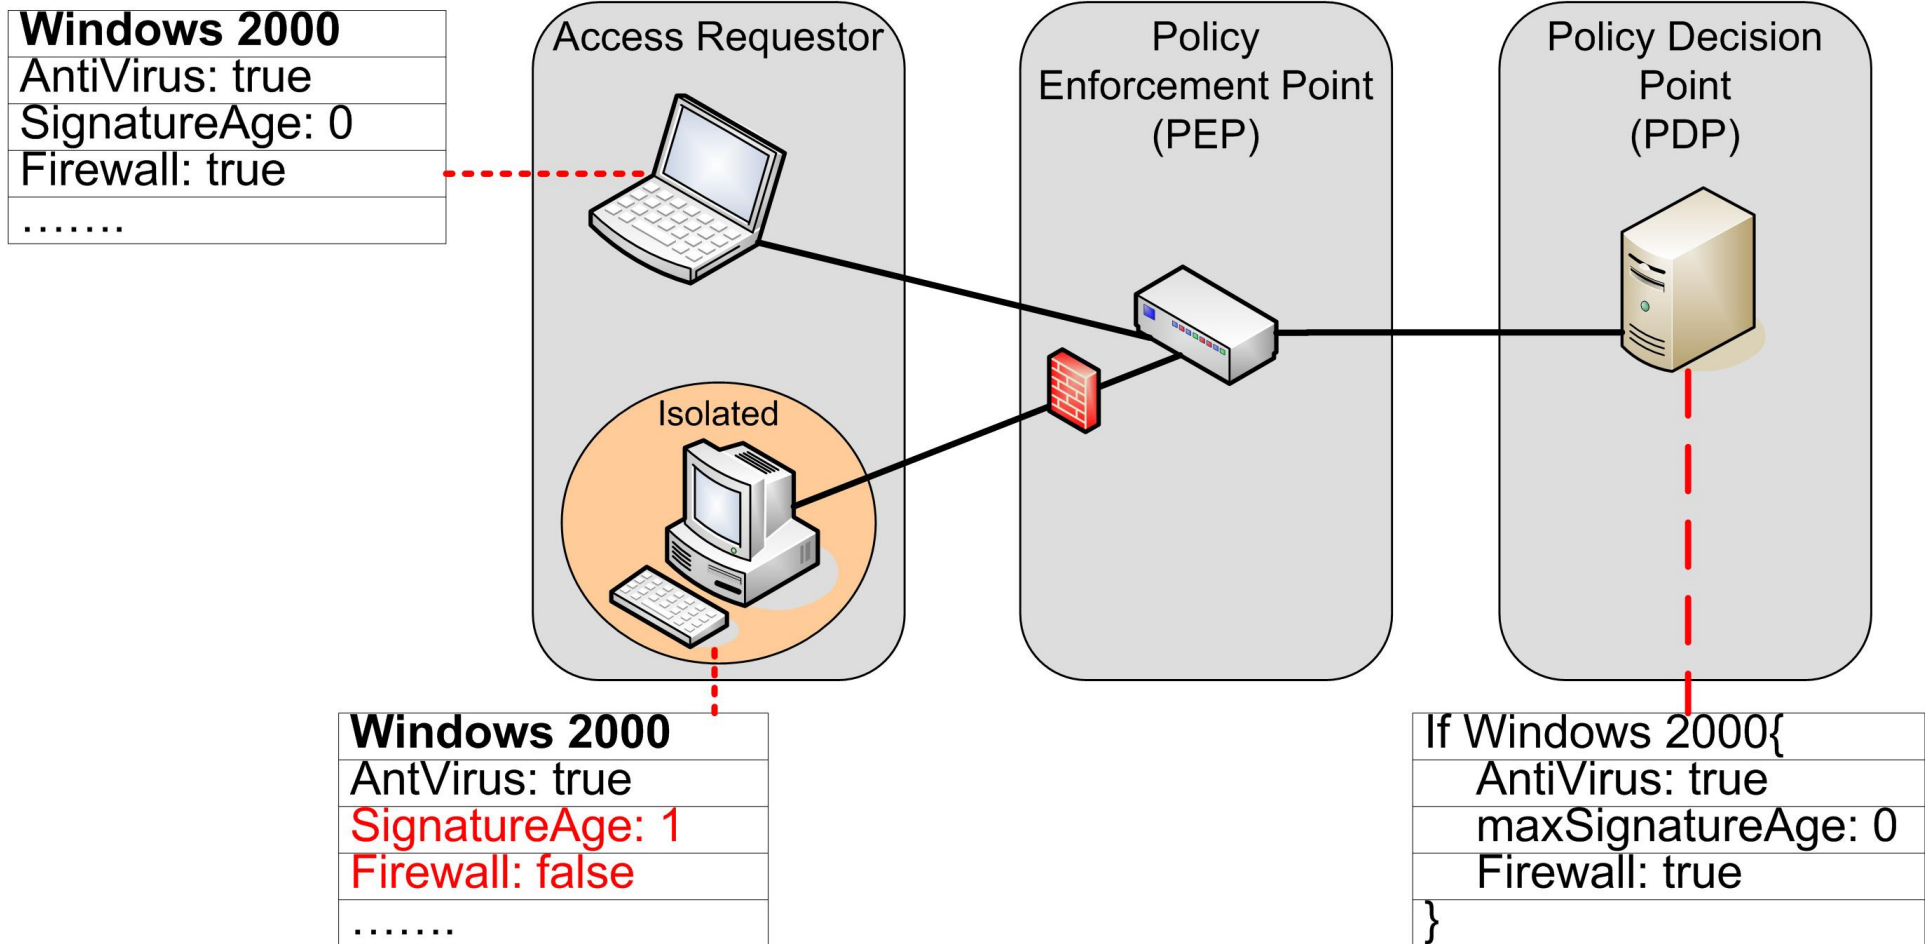 Windows 2000
AntiVirus: true
SignatureAge: 0
Firewall: true
.......
Access Requestor
Isolated
Windows 2000
AntVirus: true
SignatureAge: 1
Firewall: false
.......
Policy
Enforcement Point
(PEP)
Policy Decision
Point
(PDP)
If Windows 2000{
AntiVirus: true
maxSignatureAge: 0
Firewall: true
}